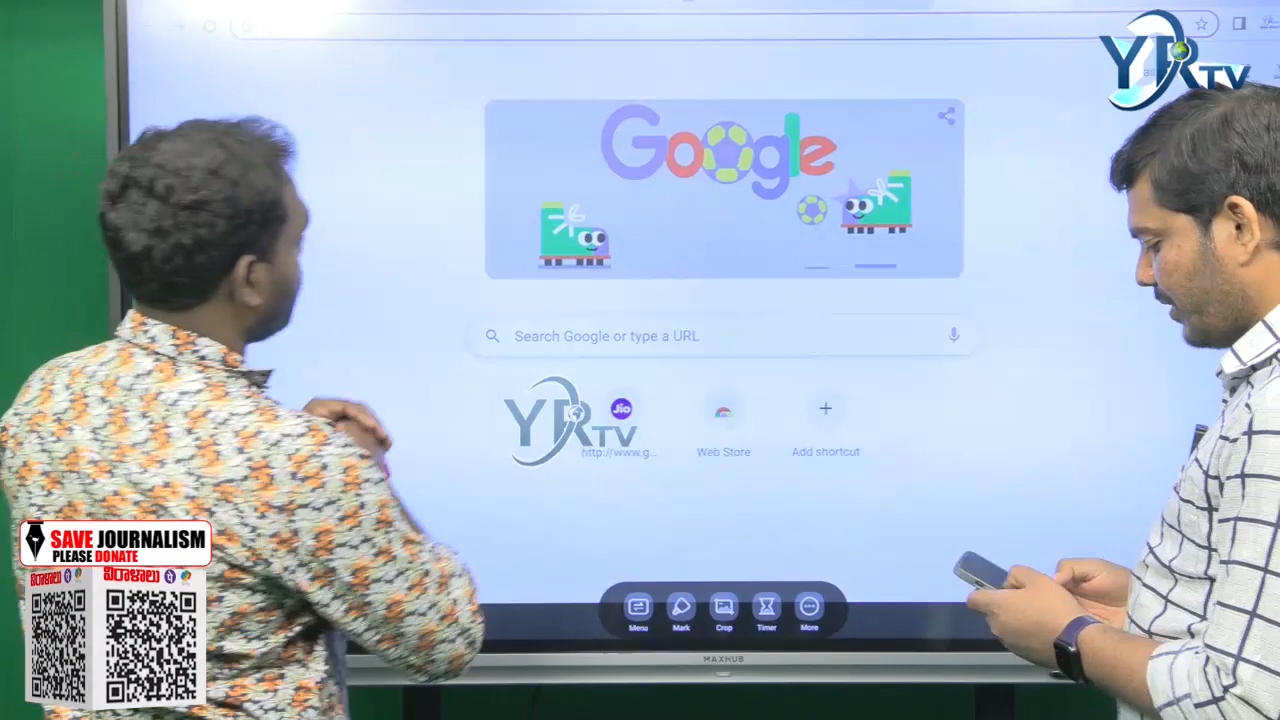 YRTV
Google
Search Google or type a URL
YRTV
Jio
http://www.g...
Web Store
Add shortcut
SAVE JOURNALISM
PLEASE DONATE
విరాళాలు
విరాళాలు
Menu
Mark
Crop
Timer
More
MAXHUB